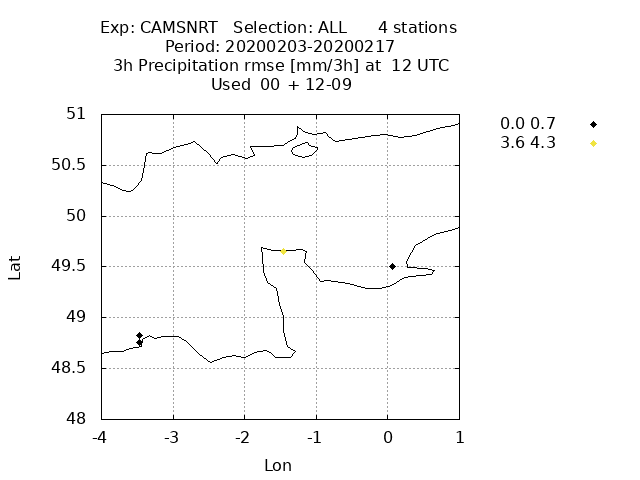 Exp: CAMSNRT Selection: ALL 4 stations
Period: 20200203-20200217
3h Precipitation rmse [mm/3h] at 12 UTC
Used 00 + 12-09
0.0 0.7
3.6 4.3
51
50.5
50
49.5
49
48.5
48
Lat
-4 -3 -2 -1 0 1
Lon